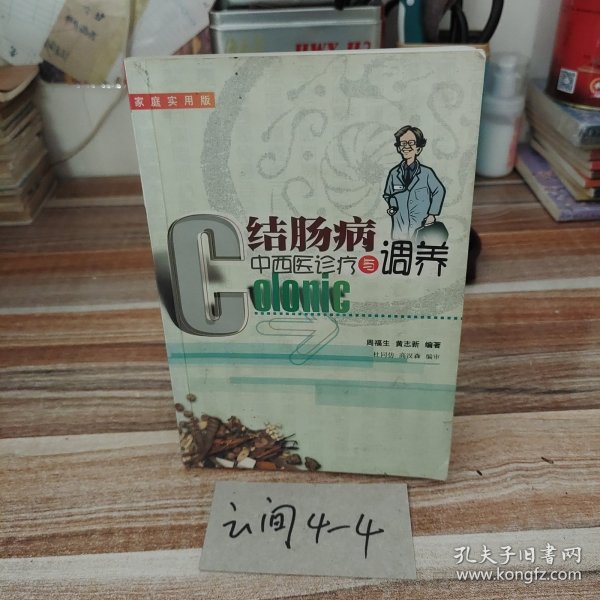 家庭实用版
结肠病
中西医诊疗与调养
Colonic
周福生 黄志新 编著
杜同仿 商汉森 编审
云间4-4
孔夫子旧书网
www.kongfz.com